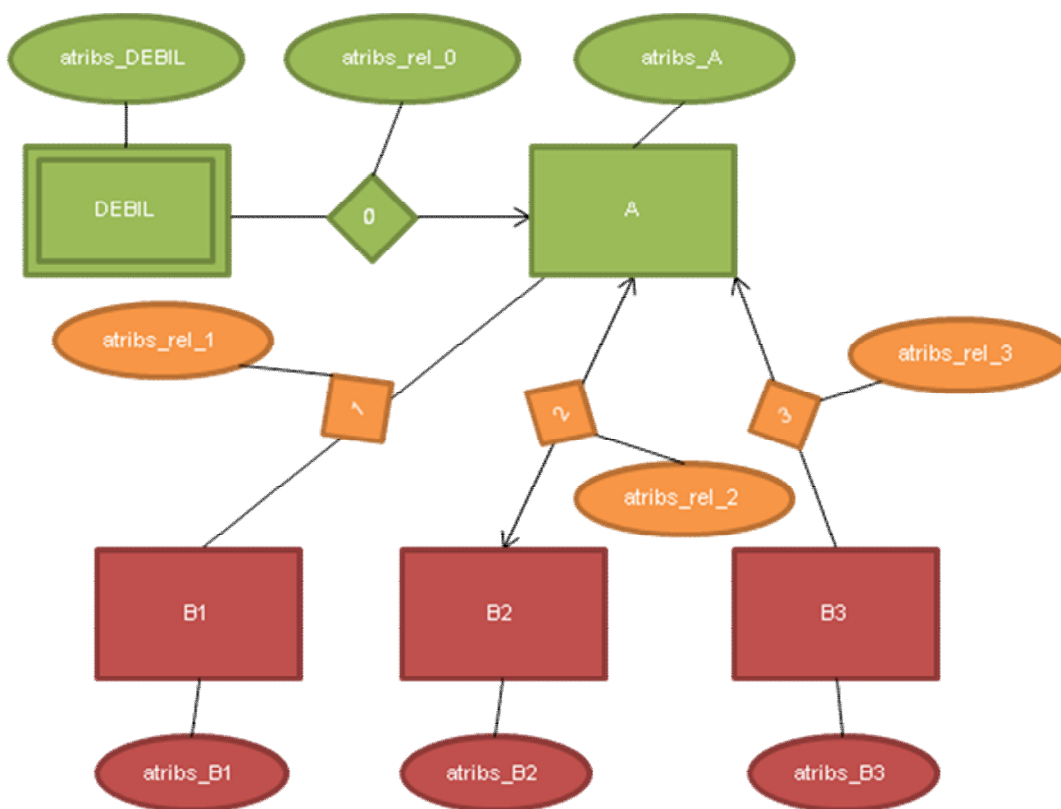 atribs_DEBIL
atribs_rel_0
atribs_A
DEBIL
0
A
atribs_rel_1
atribs_rel_3
1
2
3
atribs_rel_2
B1
B2
B3
atribs_B1
atribs_B2
atribs_B3